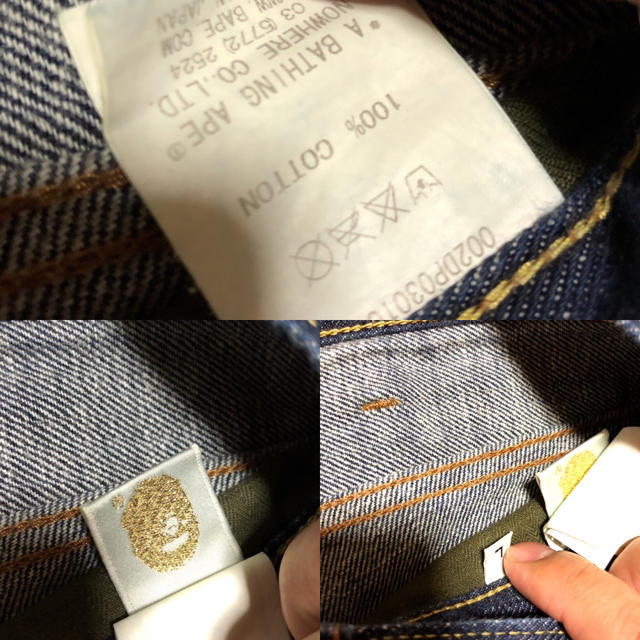 * A BATHING APE ®
NOWHERE CO.,LTD.
03 5772 2524
WWW.BAPE.COM
JAPAN
100% COTTON